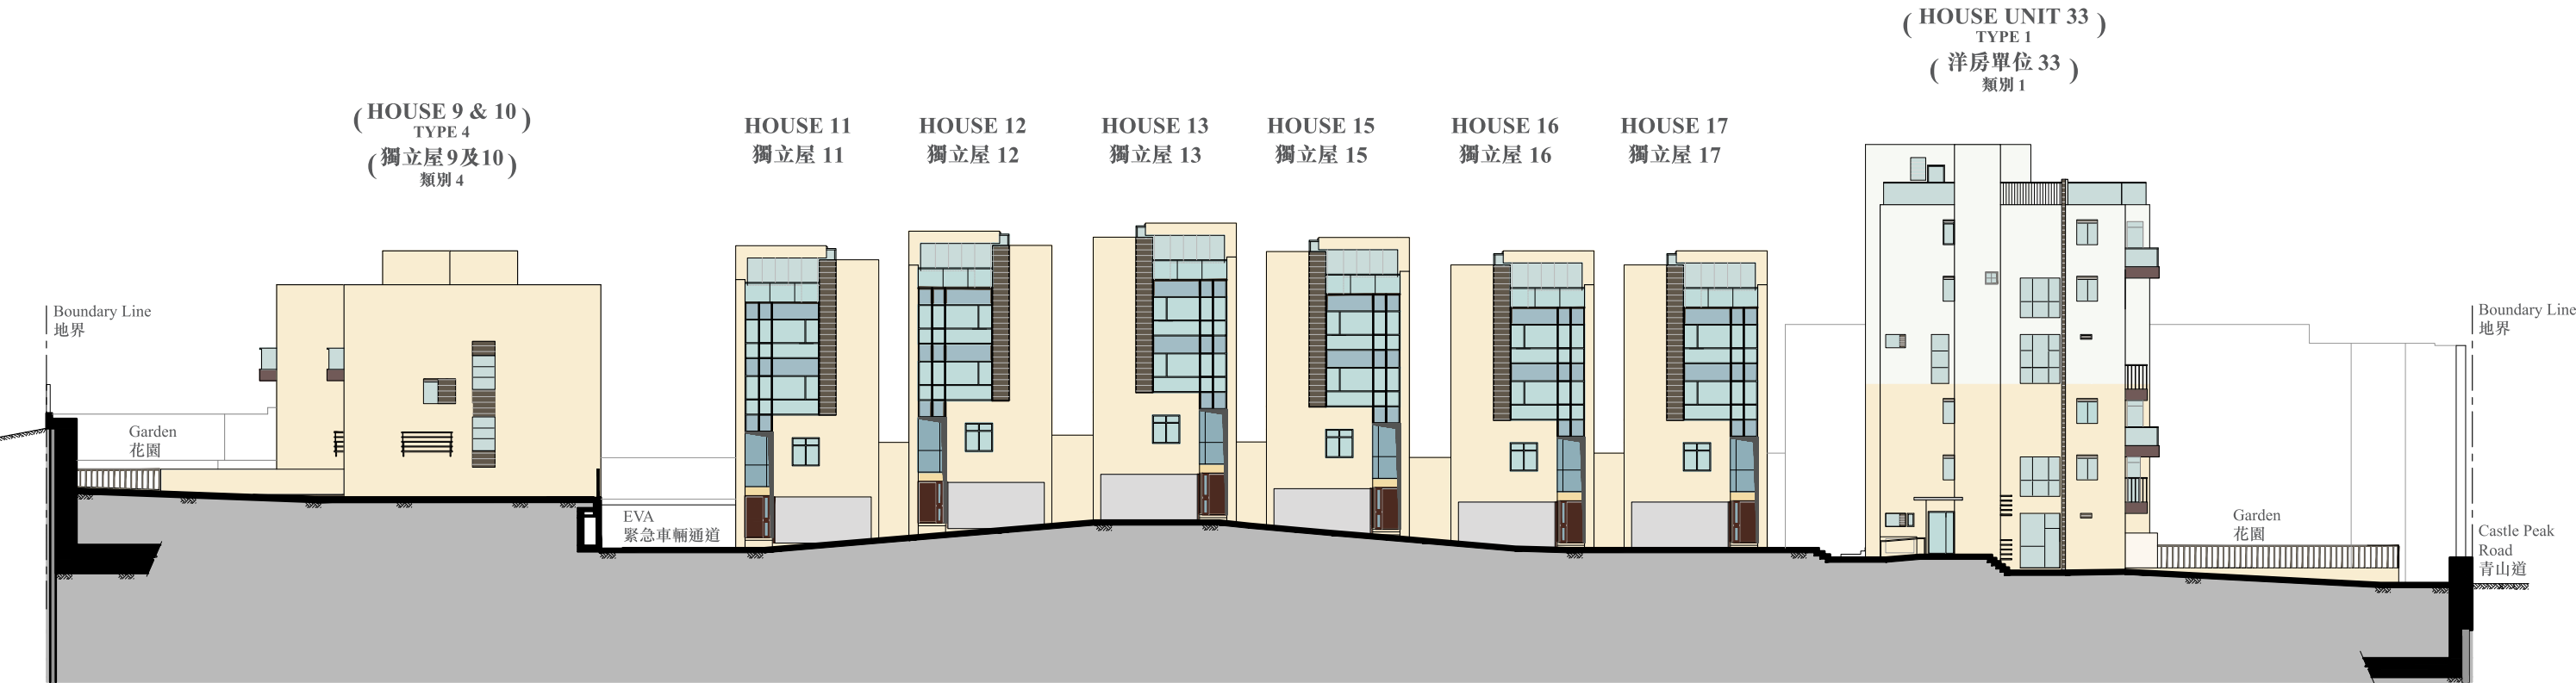 ( HOUSE UNIT 33 )
TYPE 1
( 洋房單位 33 )
類別 1
( HOUSE 9 & 10 )
TYPE 4
( 獨立屋 9 及 10 )
類別 4
HOUSE 11
獨立屋 11
HOUSE 12
獨立屋 12
HOUSE 13
獨立屋 13
HOUSE 15
獨立屋 15
HOUSE 16
獨立屋 16
HOUSE 17
獨立屋 17
Boundary Line
地界
Boundary Line
地界
Garden
花園
EVA
緊急車輛通道
Garden
花園
Castle Peak
Road
青山道